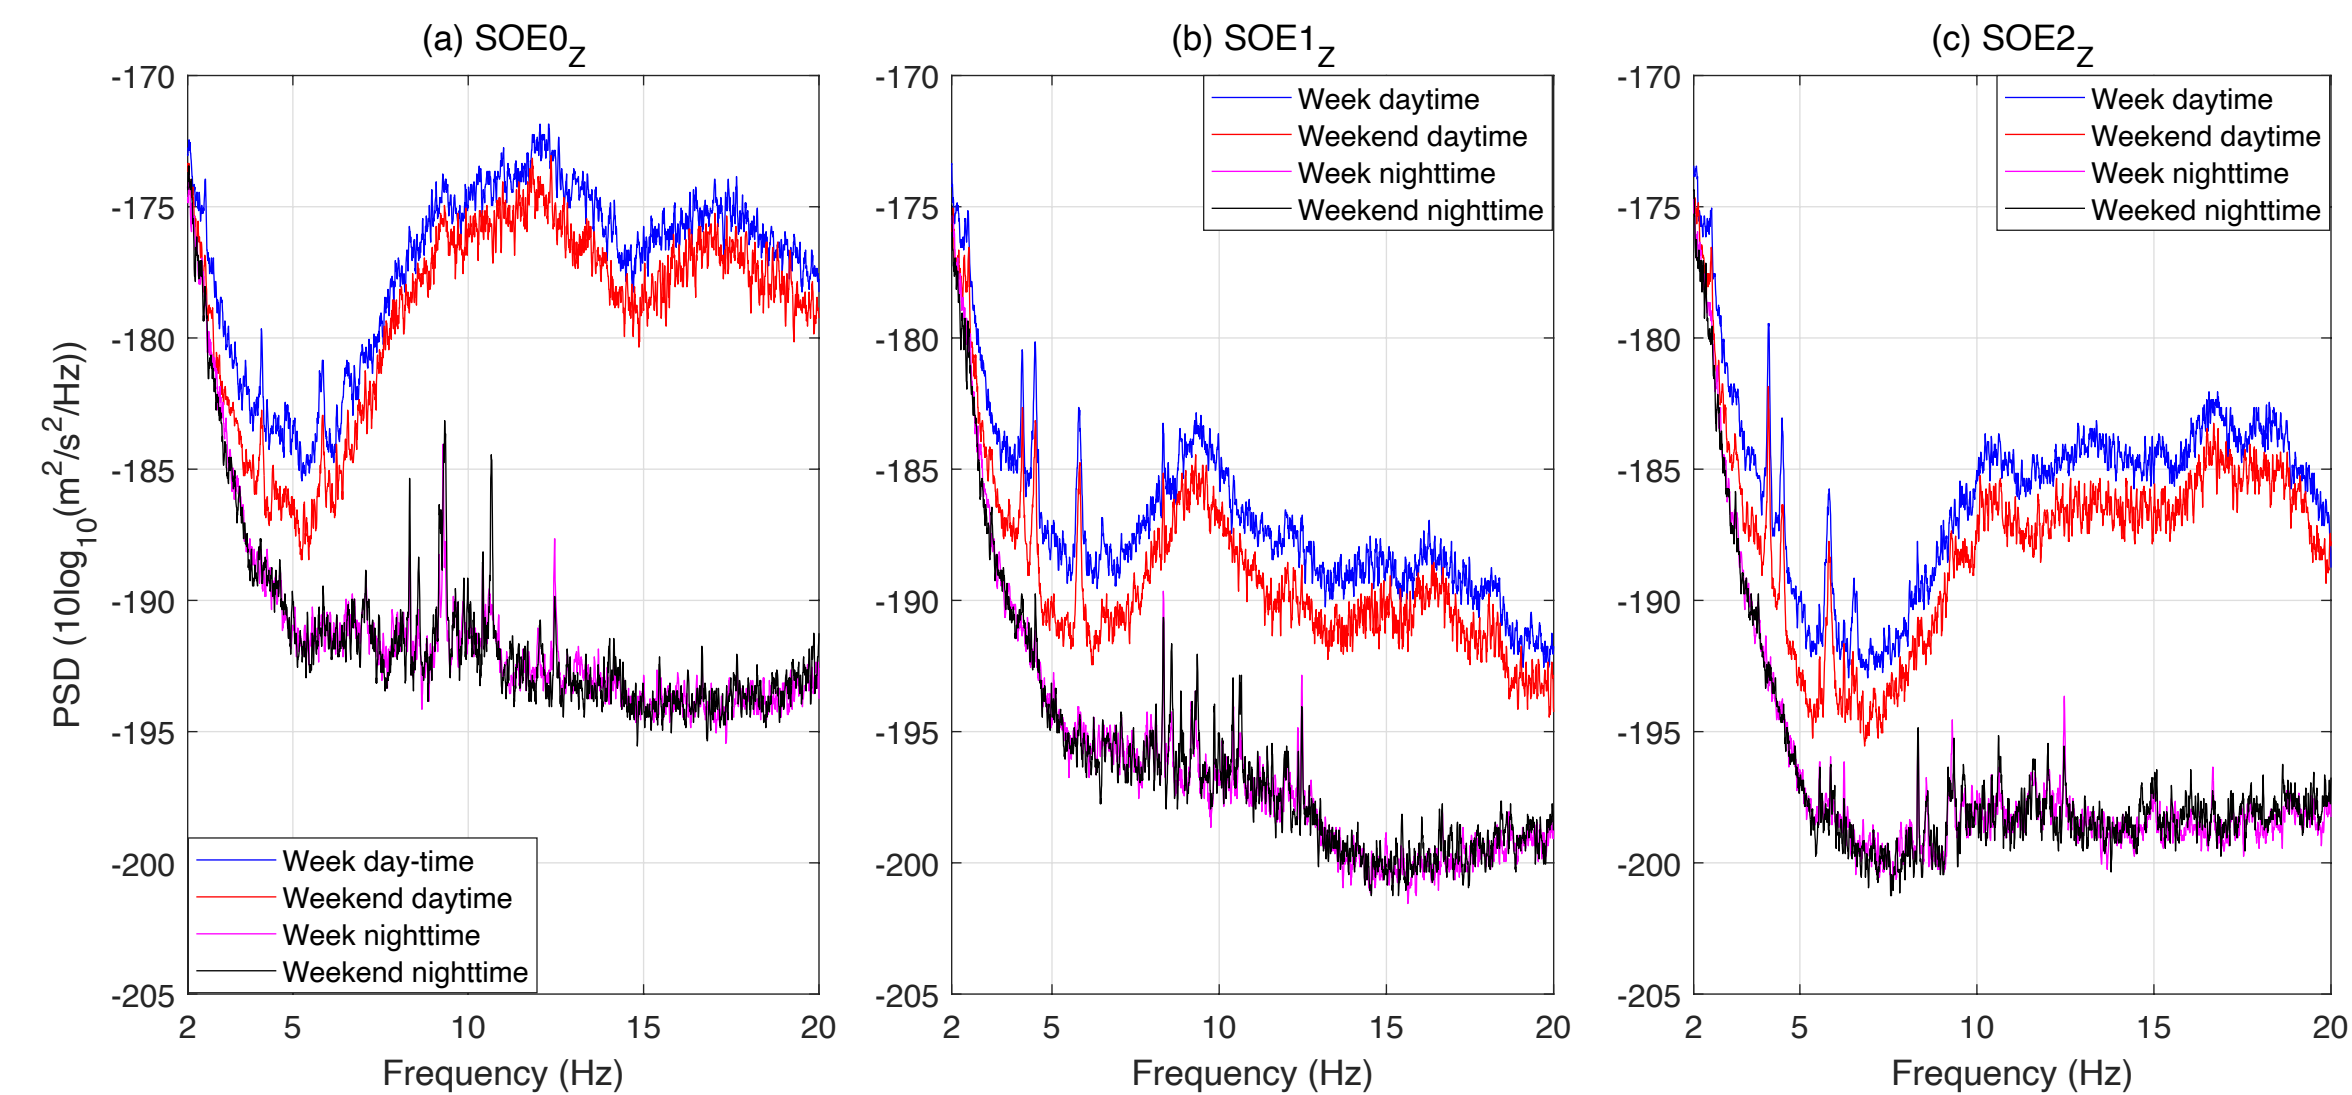 (a) SOE0Z
(b) SOE1Z
(c) SOE2Z
PSD (10log10(m2/s2/Hz))
-170
-175
-180
-185
-190
-195
-200
-205
2 5 10 15 20
Frequency (Hz)
Week day-time
Weekend daytime
Week nighttime
Weekend nighttime
-170
-175
-180
-185
-190
-195
-200
-205
2 5 10 15 20
Frequency (Hz)
Week daytime
Weekend daytime
Week nighttime
Weekend nighttime
-170
-175
-180
-185
-190
-195
-200
-205
2 5 10 15 20
Frequency (Hz)
Week daytime
Weekend daytime
Week nighttime
Weeked nighttime